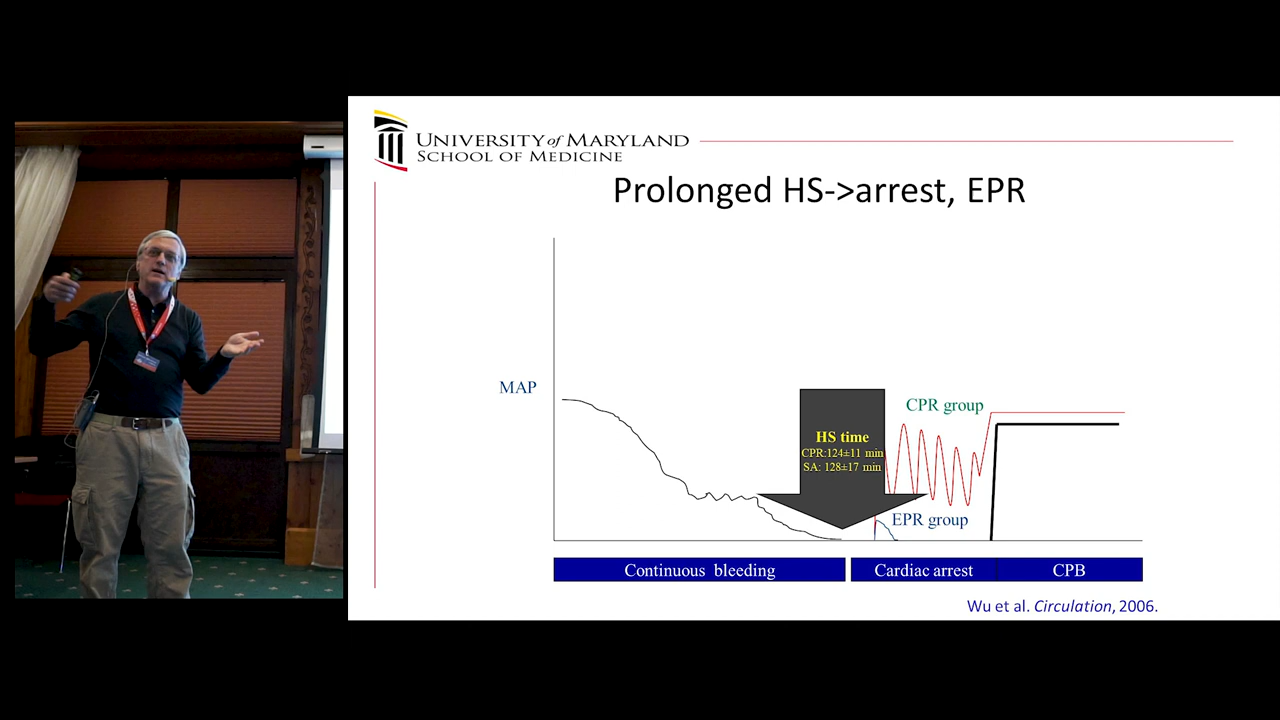 UNIVERSITY of MARYLAND
SCHOOL OF MEDICINE
Prolonged HS->arrest, EPR
MAP
CPR group
HS time
CPR:124±11 min
SA: 128±17 min
EPR group
Continuous bleeding
Cardiac arrest
CPB
Wu et al. Circulation, 2006.